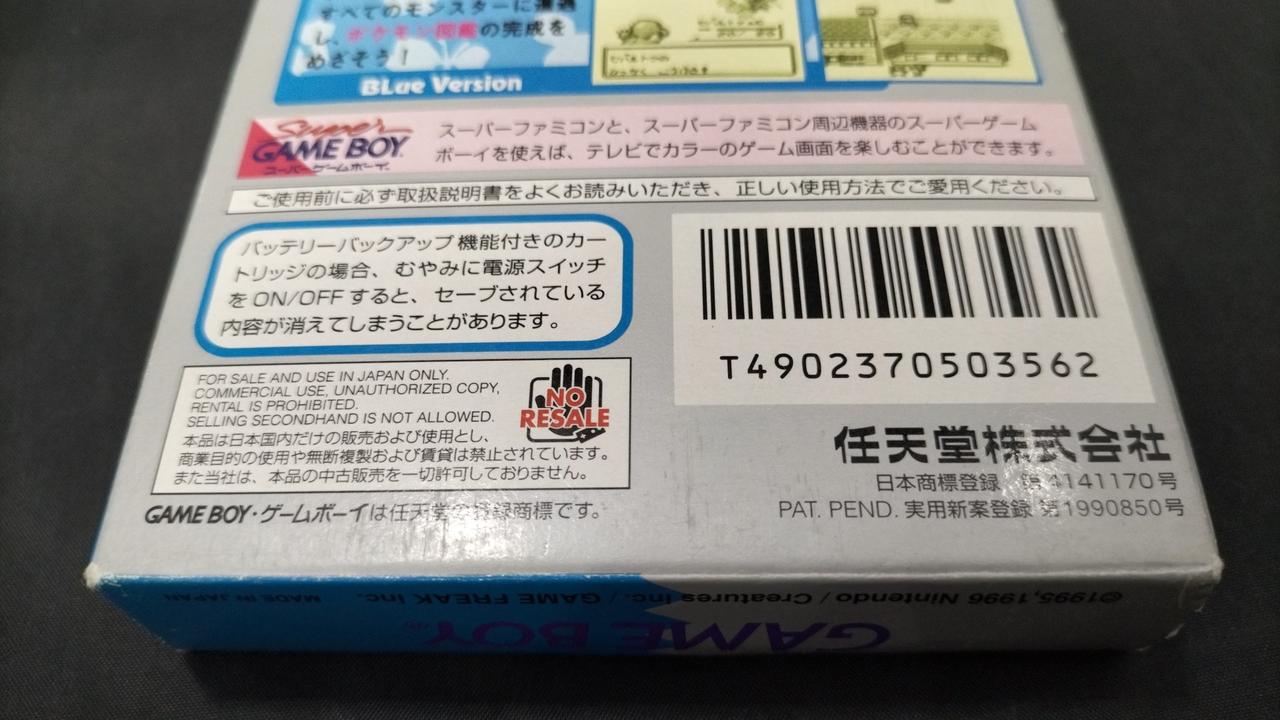 すべてのモンスターに遭遇
し、ポケモン図鑑の完成を
めざそう！
BLue Version
Super
GAME BOY
スーパーゲームボーイ
スーパーファミコンと、スーパーファミコン周辺機器のスーパーゲーム
ボーイを使えば、テレビでカラーのゲーム画面を楽しむことができます。
ご使用前に必ず取扱説明書をよくお読みいただき、正しい使用方法でご愛用ください。
バッテリーバックアップ機能付きのカー
トリッジの場合、むやみに電源スイッチ
をON/OFFすると、セーブされている
内容が消えてしまうことがあります。
T4902370503562
FOR SALE AND USE IN JAPAN ONLY.
COMMERCIAL USE, UNAUTHORIZED COPY,
RENTAL IS PROHIBITED.
SELLING SECONDHAND IS NOT ALLOWED.
本品は日本国内だけの販売および使用とし、
商業目的の使用や無断複製および賃貸は禁止されています。
また当社は、本品の中古販売を一切許可しておりません。
NO
RESALE
任天堂株式会社
日本商標登録 第4141170号
PAT. PEND. 実用新案登録 第1990850号
GAME BOY・ゲームボーイは任天堂の登録商標です。
©1995,1996 Nintendo / Creatures inc. / GAME FREAK inc.
MADE IN JAPAN
GAME BOY